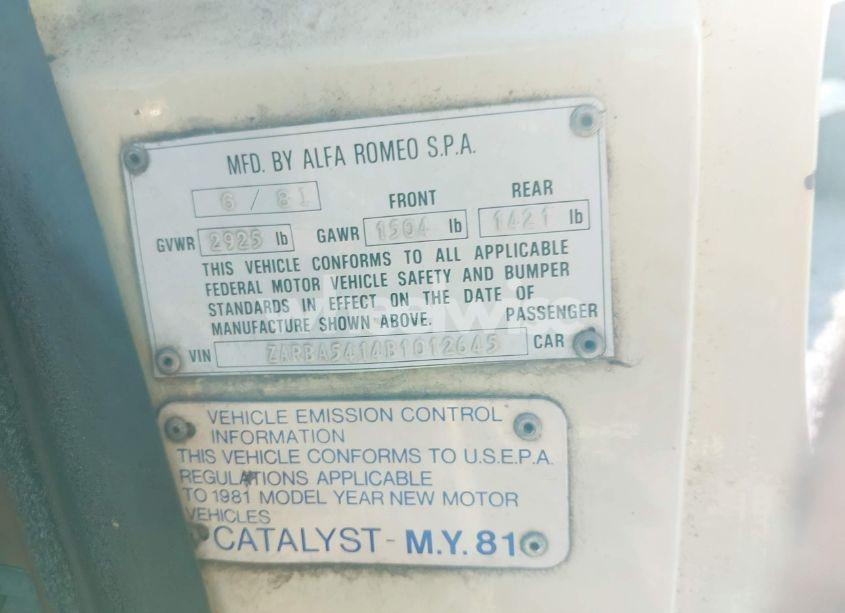 MFD. BY ALFA ROMEO S.P.A.
6 / 81
FRONT REAR
GVWR 2925 lb GAWR 1504 lb 1421 lb
THIS VEHICLE CONFORMS TO ALL APPLICABLE
FEDERAL MOTOR VEHICLE SAFETY AND BUMPER
STANDARDS IN EFFECT ON THE DATE OF
MANUFACTURE SHOWN ABOVE. PASSENGER
VIN ZARBA5414B1012645 CAR
VEHICLE EMISSION CONTROL
INFORMATION
THIS VEHICLE CONFORMS TO U.S.E.P.A.
REGULATIONS APPLICABLE
TO 1981 MODEL YEAR NEW MOTOR
VEHICLES
CATALYST - M.Y. 81